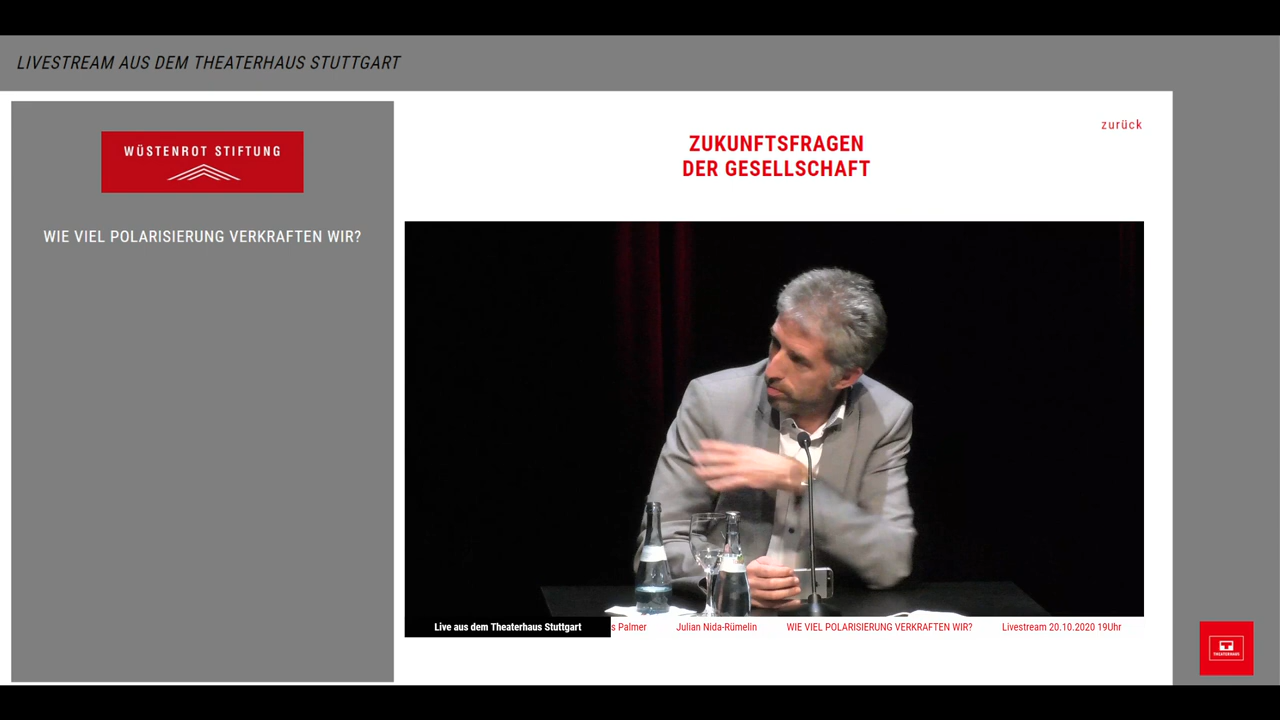 LIVESTREAM AUS DEM THEATERHAUS STUTTGART
WÜSTENROT STIFTUNG
WIE VIEL POLARISIERUNG VERKRAFTEN WIR?
zurück
ZUKUNFTSFRAGEN
DER GESELLSCHAFT
Live aus dem Theaterhaus Stuttgart s Palmer Julian Nida-Rümelin WIE VIEL POLARISIERUNG VERKRAFTEN WIR? Livestream 20.10.2020 19Uhr
THEATERHAUS